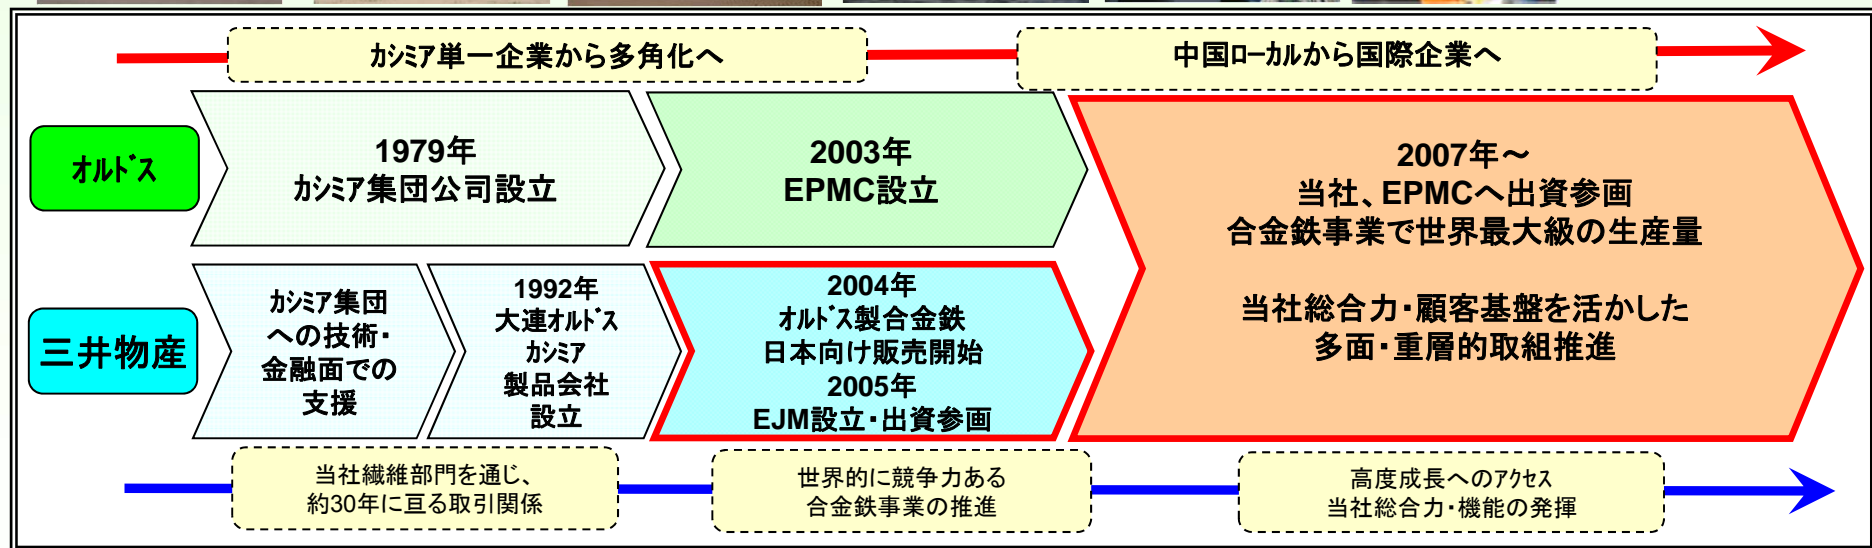 カシミア単一企業から多角化へ
中国ローカルから国際企業へ
オルドス
1979年
カシミア集団公司設立
2003年
EPMC設立
2007年～
当社、EPMCへ出資参画
合金鉄事業で世界最大級の生産量
当社総合力・顧客基盤を活かした
多面・重層的取組推進
三井物産
カシミア集団
への技術・
金融面での
支援
1992年
大連オルドス
カシミア
製品会社
設立
2004年
オルドス製合金鉄
日本向け販売開始
2005年
EJM設立・出資参画
当社繊維部門を通じ、
約30年に亘る取引関係
世界的に競争力ある
合金鉄事業の推進
高度成長へのアクセス
当社総合力・機能の発揮